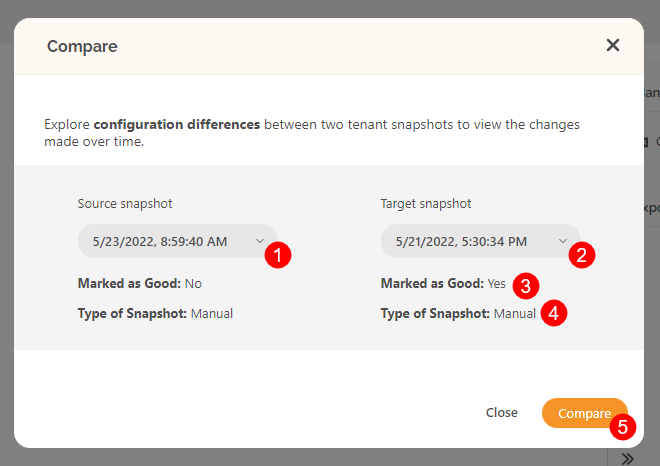 Compare
Explore configuration differences between two tenant snapshots to view the changes
made over time.
Source snapshot
Target snapshot
5/23/2022, 8:59:40 AM
1
5/21/2022, 5:30:34 PM
2
Marked as Good: No
Marked as Good: Yes
3
Type of Snapshot: Manual
Type of Snapshot: Manual
4
Close
Compare
5